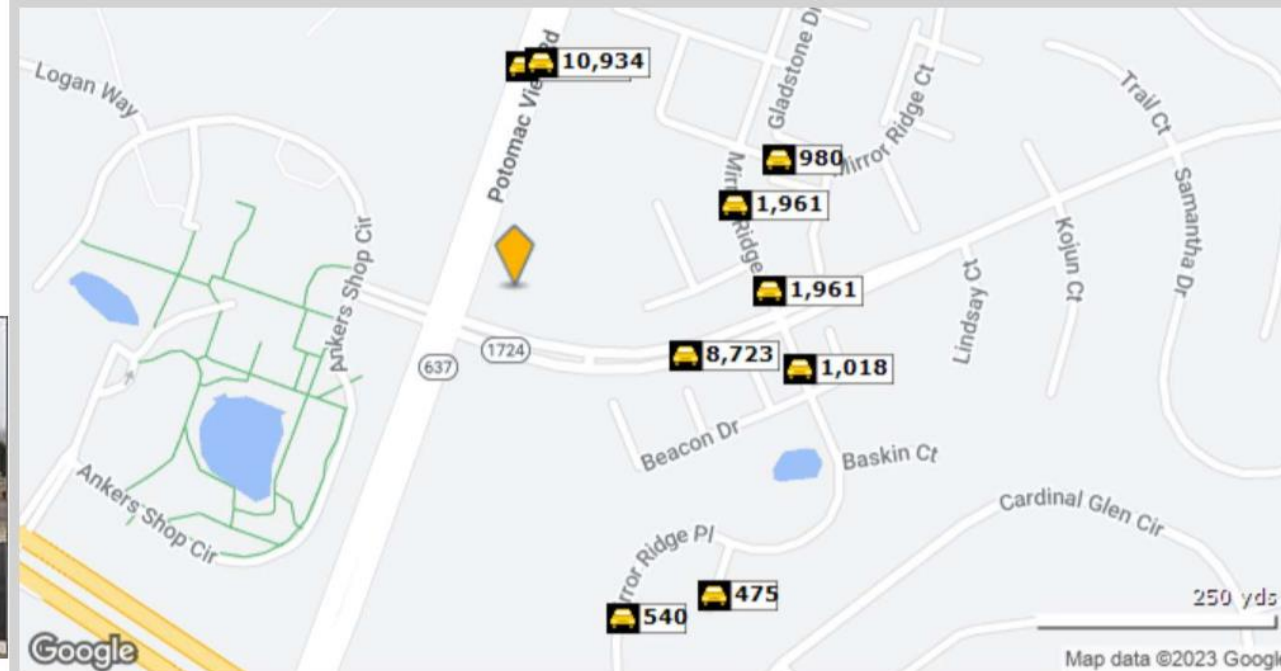 Logan Way
Potomac View Rd
10,934
Gladstone Dr
Mirror Ridge Ct
Trail Ct
980
1,961
Ridge
Samantha Dr
Kojun Ct
Lindsay Ct
Ankers Shop Cir
1,961
1724
637
8,723
1,018
Beacon Dr
Baskin Ct
Ankers Shop Cir
Cardinal Glen Cir
Ridge Pl
475
540
250 yds
Google
Map data ©2023 Google